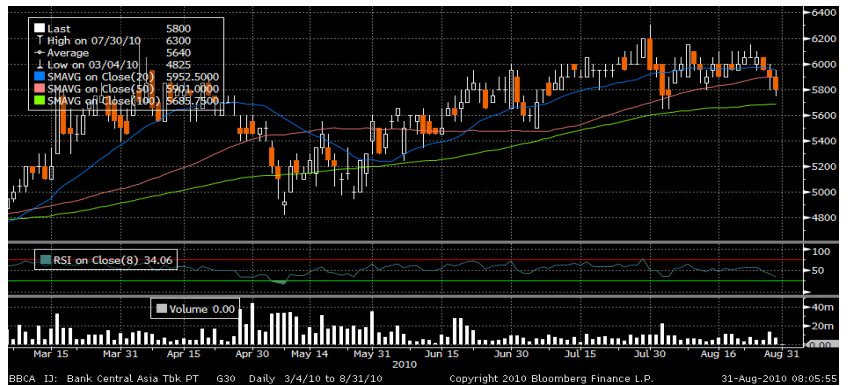 Last 5800
High on 07/30/10 6300
Average 5640
Low on 03/04/10 4825
SMAVG on Close(20) 5952.5000
SMAVG on Close(50) 5901.0000
SMAVG on Close(100) 5685.7500
6400
6200
6000
5800
5600
5400
5200
5000
4800
RSI on Close(8) 34.06
100
50
Volume 0.00
40m
20m
0.00
Mar 15 Mar 31 Apr 15 Apr 30 May 14 May 31 Jun 15 Jun 30 Jul 15 Jul 30 Aug 16 Aug 31
2010
BBCA IJ: Bank Central Asia Tbk PT G30 Daily 3/4/10 to 8/31/10 Copyright 2010 Bloomberg Finance L.P. 31-Aug-2010 08:05:55